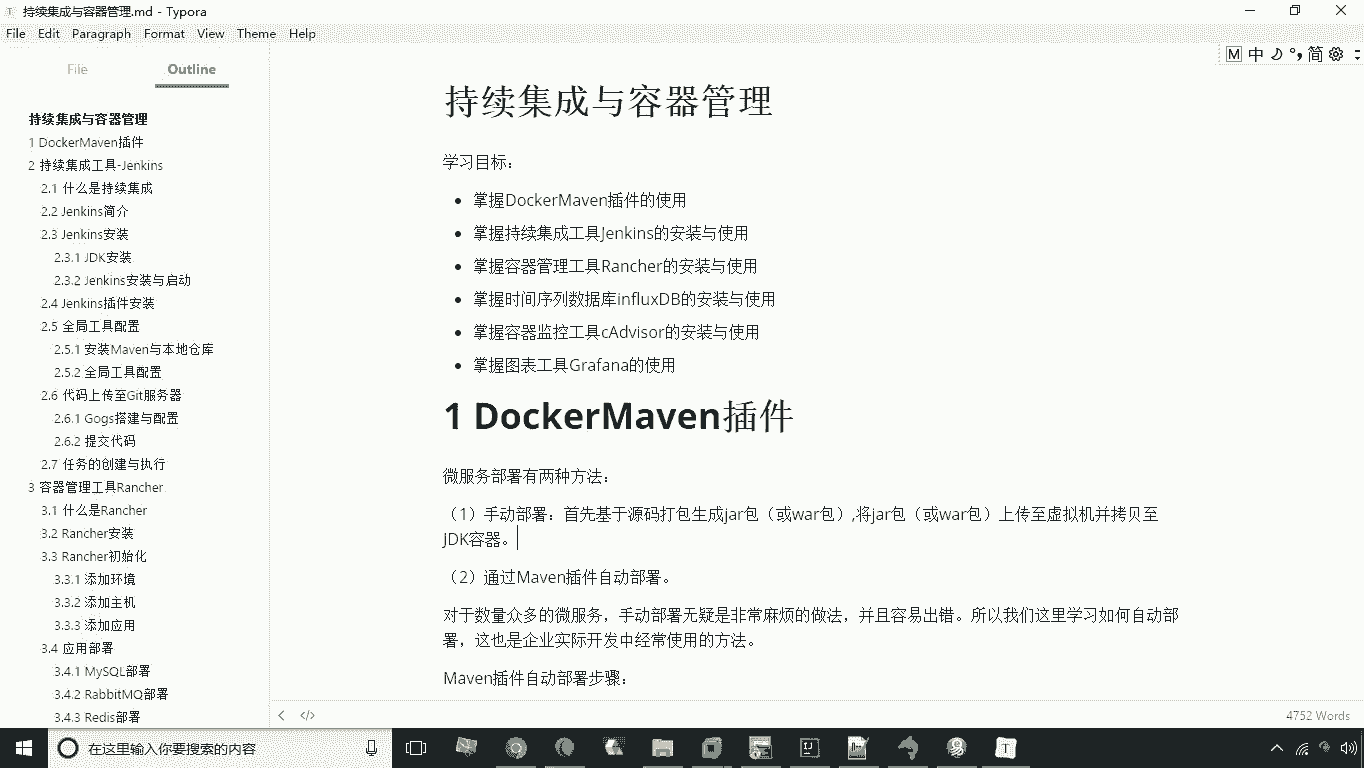 持续集成与容器管理.md - Typora
File Edit Paragraph Format View Theme Help
File Outline
M 中 简
持续集成与容器管理
1 DockerMaven插件
2 持续集成工具-Jenkins
2.1 什么是持续集成
2.2 Jenkins简介
2.3 Jenkins安装
2.3.1 JDK安装
2.3.2 Jenkins安装与启动
2.4 Jenkins插件安装
2.5 全局工具配置
2.5.1 安装Maven与本地仓库
2.5.2 全局工具配置
2.6 代码上传至Git服务器
2.6.1 Gogs搭建与配置
2.6.2 提交代码
2.7 任务的创建与执行
3 容器管理工具Rancher
3.1 什么是Rancher
3.2 Rancher安装
3.3 Rancher初始化
3.3.1 添加环境
3.3.2 添加主机
3.3.3 添加应用
3.4 应用部署
3.4.1 MySQL部署
3.4.2 RabbitMQ部署
3.4.3 Redis部署
持续集成与容器管理
学习目标：
掌握DockerMaven插件的使用
掌握持续集成工具Jenkins的安装与使用
掌握容器管理工具Rancher的安装与使用
掌握时间序列数据库influxDB的安装与使用
掌握容器监控工具cAdvisor的安装与使用
掌握图表工具Grafana的使用
1 DockerMaven插件
微服务部署有两种方法：
（1）手动部署：首先基于源码打包生成jar包（或war包）,将jar包（或war包）上传至虚拟机并拷贝至
JDK容器。
（2）通过Maven插件自动部署。
对于数量众多的微服务，手动部署无疑是非常麻烦的做法，并且容易出错。所以我们这里学习如何自动部
署，这也是企业实际开发中经常使用的方法。
Maven插件自动部署步骤：
4752 Words
在这里输入你要搜索的内容